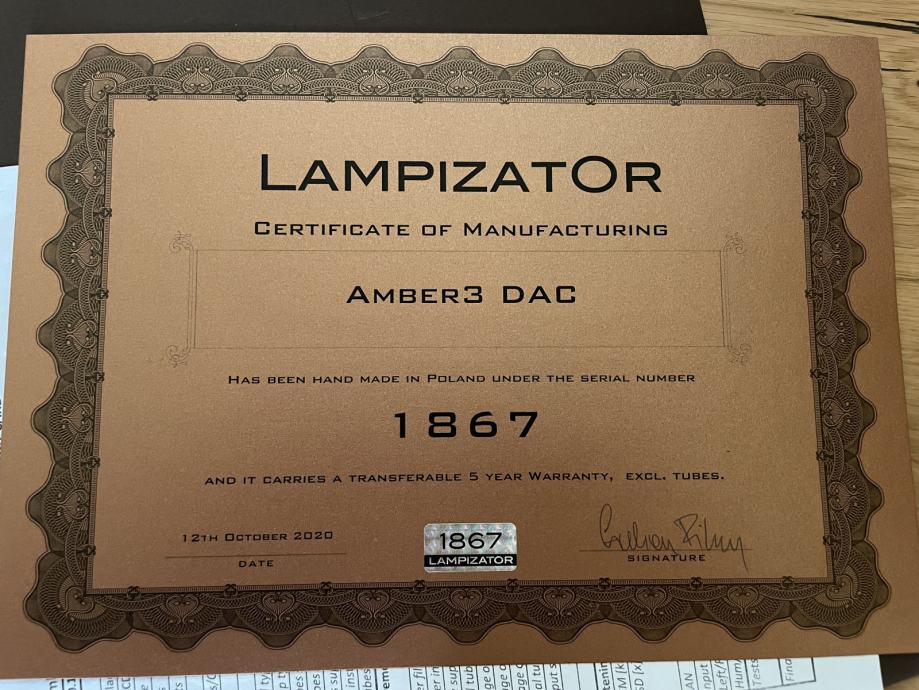 LAMPIZATOR
CERTIFICATE OF MANUFACTURING
AMBER3 DAC
HAS BEEN HAND MADE IN POLAND UNDER THE SERIAL NUMBER
1867
AND IT CARRIES A TRANSFERABLE 5 YEAR WARRANTY, EXCL. TUBES.
12TH OCTOBER 2020
DATE
1867
LAMPIZATOR
SIGNATURE